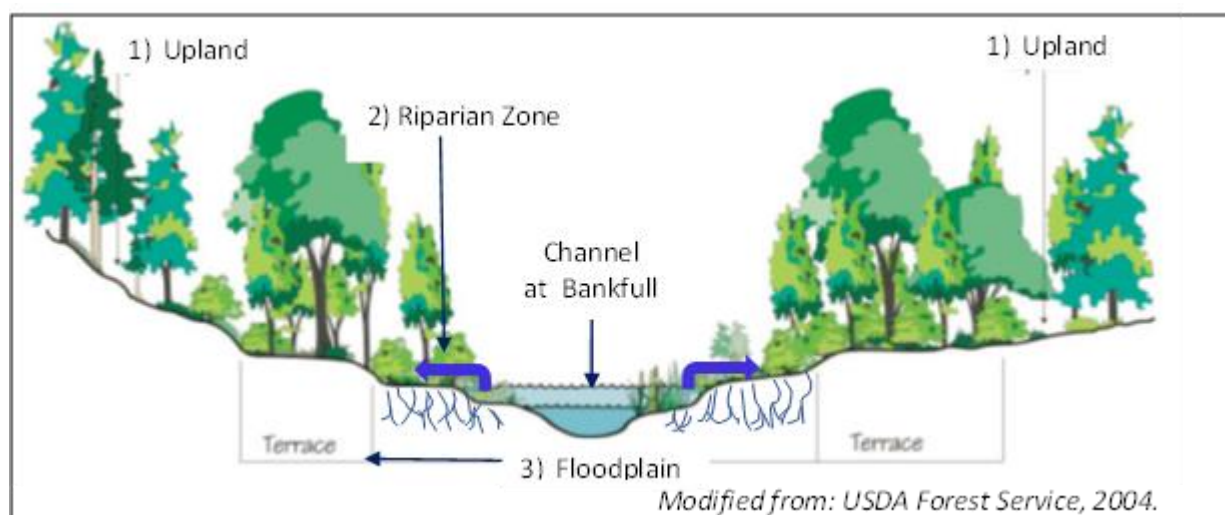 1) Upland
1) Upland
2) Riparian Zone
Channel
at Bankfull
Terrace
Terrace
3) Floodplain
Modified from: USDA Forest Service, 2004.